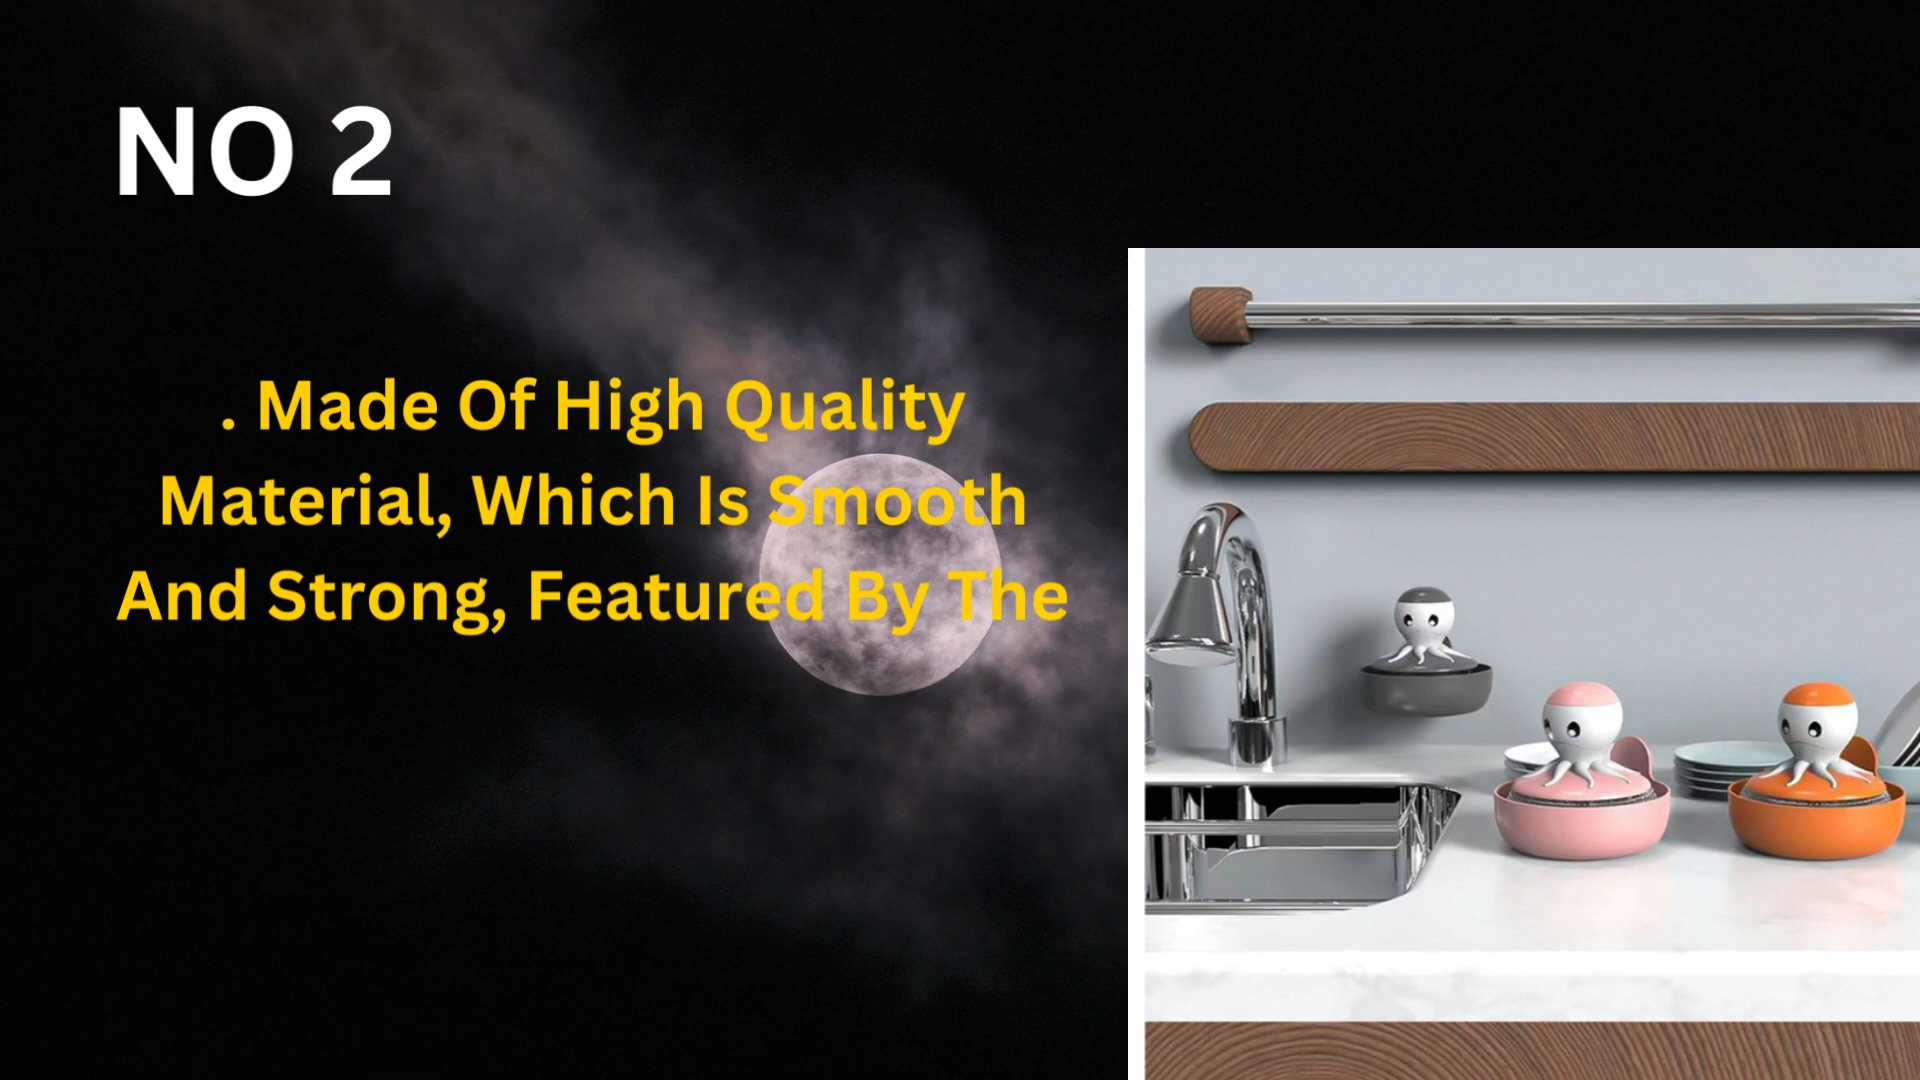 NO 2
. Made Of High Quality
Material, Which Is Smooth
And Strong, Featured By The